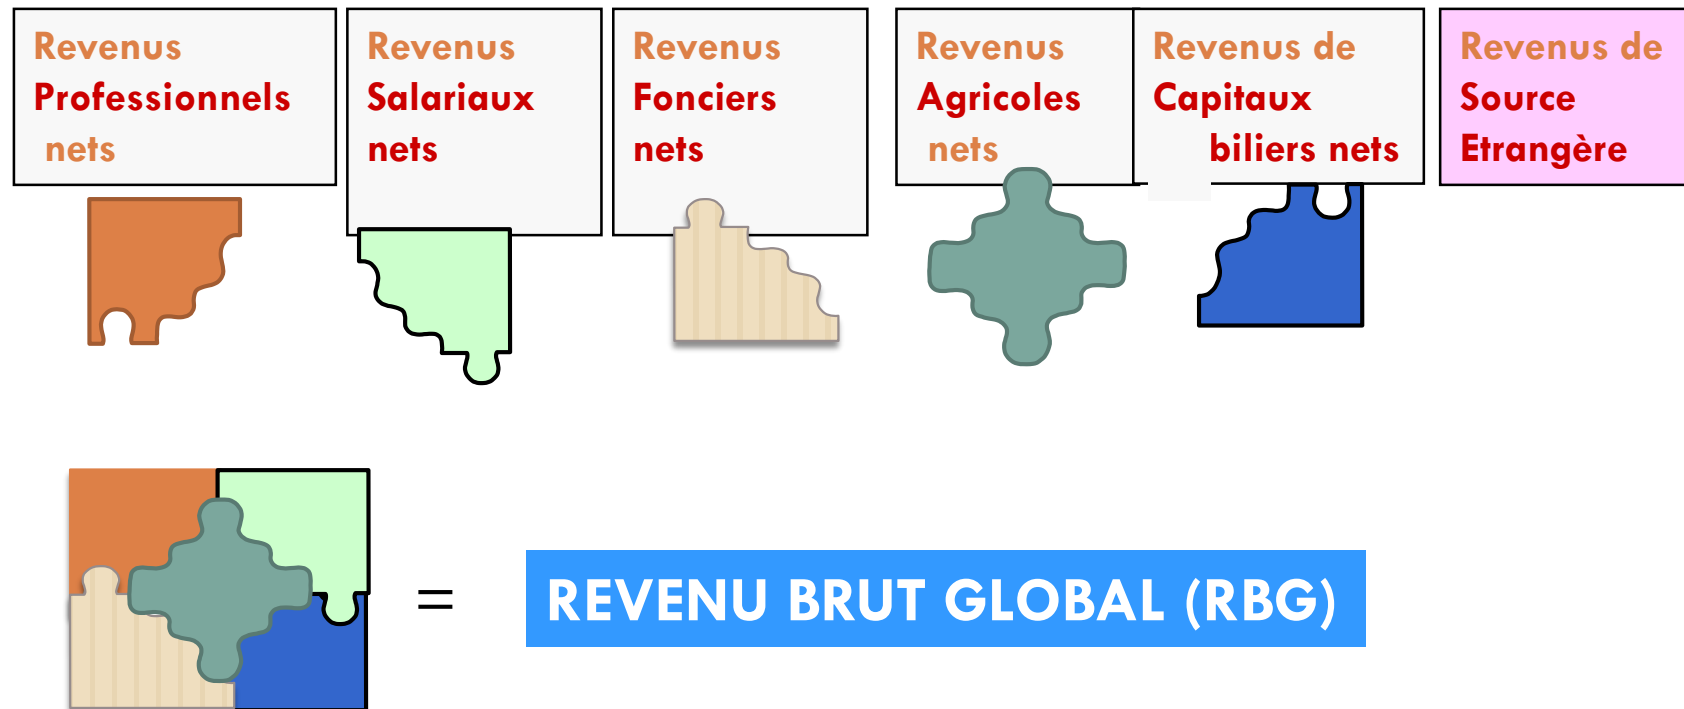 Revenus
Professionnels
nets
Revenus
Salariaux
nets
Revenus
Fonciers
nets
Revenus
Agricoles
nets
Revenus de
Capitaux
biliers nets
Revenus de
Source
Etrangère
=
REVENU BRUT GLOBAL (RBG)